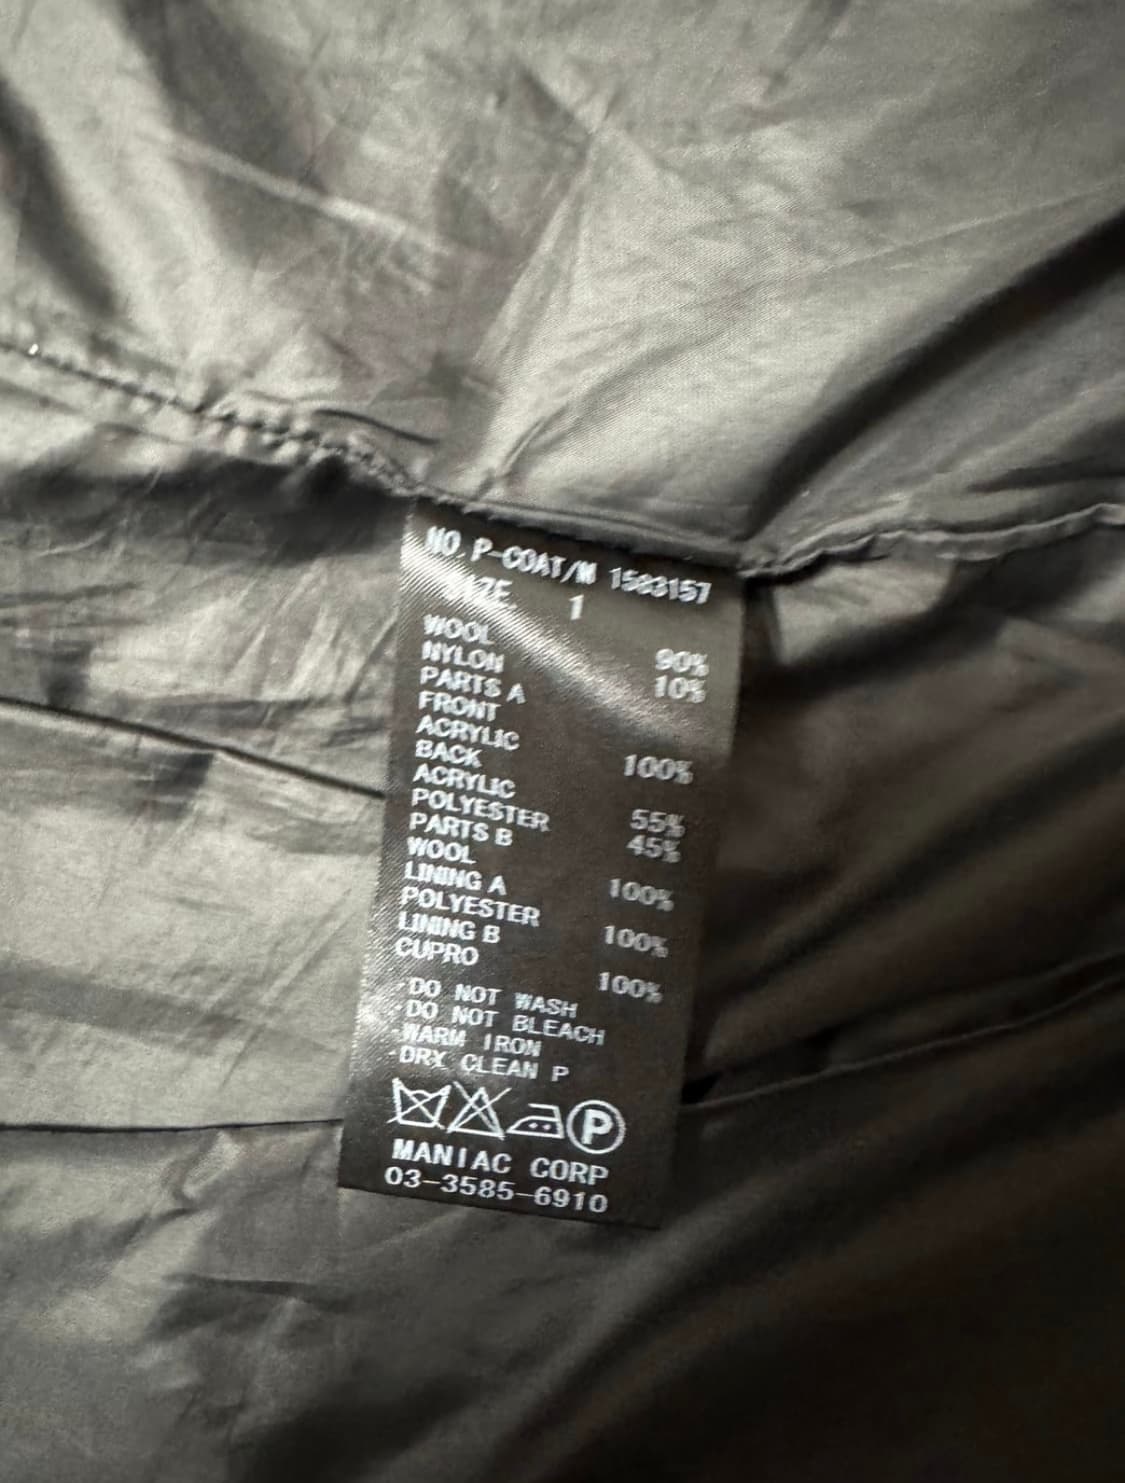 NO P-COAT/M 1583157
SIZE 1
WOOL 90%
NYLON 10%
PARTS A
FRONT
ACRYLIC 100%
BACK
ACRYLIC 55%
POLYESTER 45%
PARTS B
WOOL 100%
LINING A
POLYESTER 100%
LINING B
CUPRO 100%
·DO NOT WASH
·DO NOT BLEACH
·WARM IRON
·DRY CLEAN P
P
MANIAC CORP
03-3585-6910